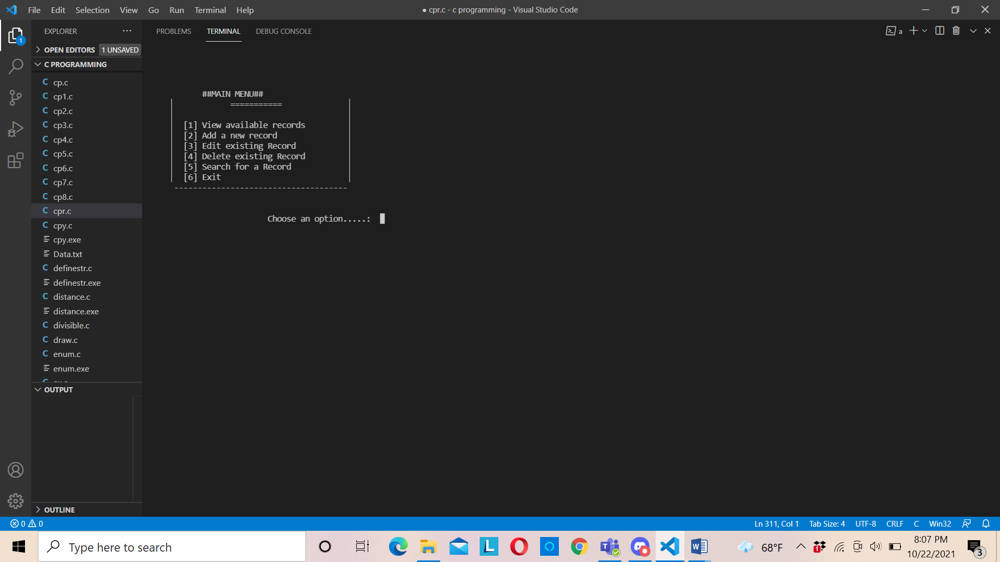 File Edit Selection View Go Run Terminal Help
● cpr.c - c programming - Visual Studio Code
EXPLORER
PROBLEMS TERMINAL DEBUG CONSOLE
a
1
OPEN EDITORS 1 UNSAVED
C PROGRAMMING
C cp.c
C cp1.c
C cp2.c
C cp3.c
C cp4.c
C cp5.c
C cp6.c
C cp7.c
C cp8.c
C cpr.c
C cpy.c
cpy.exe
Data.txt
C definestr.c
definestr.exe
C distance.c
distance.exe
C divisible.c
C draw.c
C enum.c
enum.exe
OUTPUT
OUTLINE
##MAIN MENU##
===========
[1] View available records
[2] Add a new record
[3] Edit existing Record
[4] Delete existing Record
[5] Search for a Record
[6] Exit
-------------------------------------
Choose an option.....:
0 0
Ln 311, Col 1 Tab Size: 4 UTF-8 CRLF C Win32
Type here to search
L
T
W
68°F
1
8:07 PM
10/22/2021
3